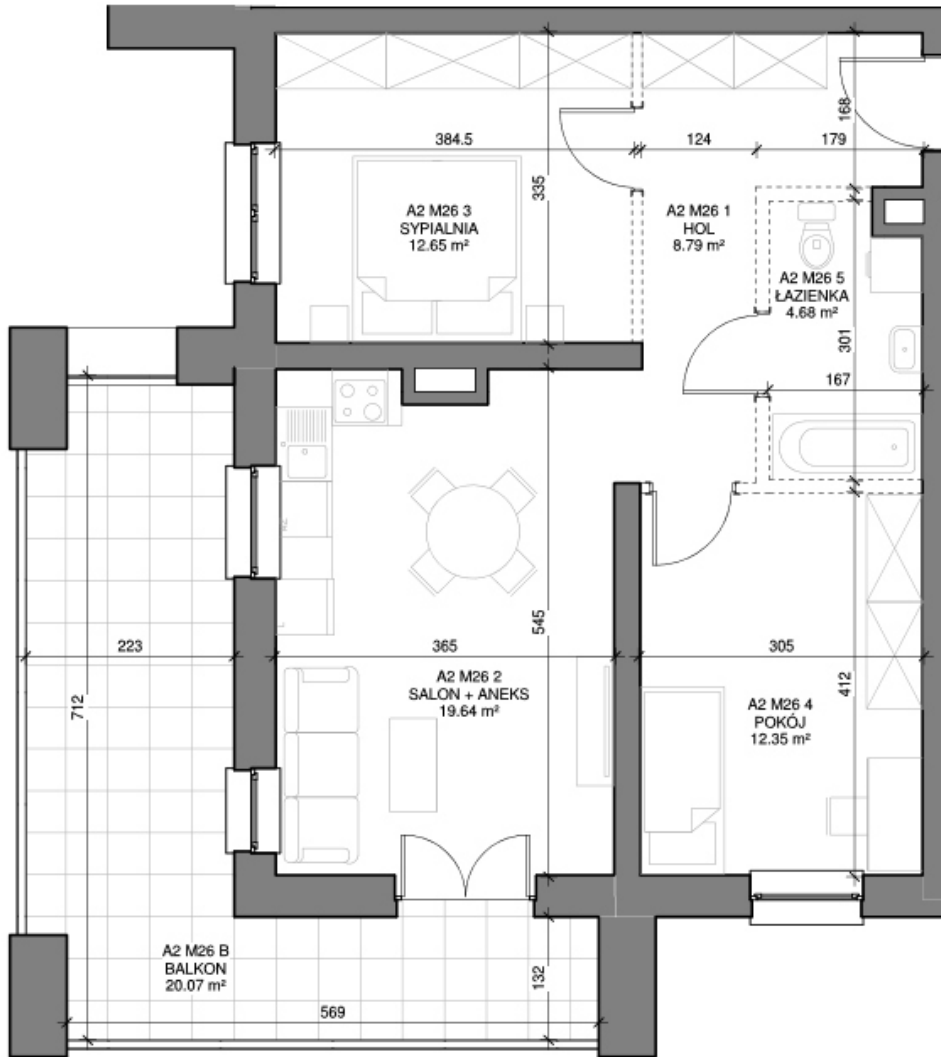 384.5
124
179
168
335
A2 M26 3
SYPIALNIA
12.65 m²
A2 M26 1
HOL
8.79 m²
A2 M26 5
ŁAZIENKA
4.68 m²
301
167
223
365
545
305
712
A2 M26 2
SALON + ANEKS
19.64 m²
412
A2 M26 4
POKÓJ
12.35 m²
A2 M26 B
BALKON
20.07 m²
132
569